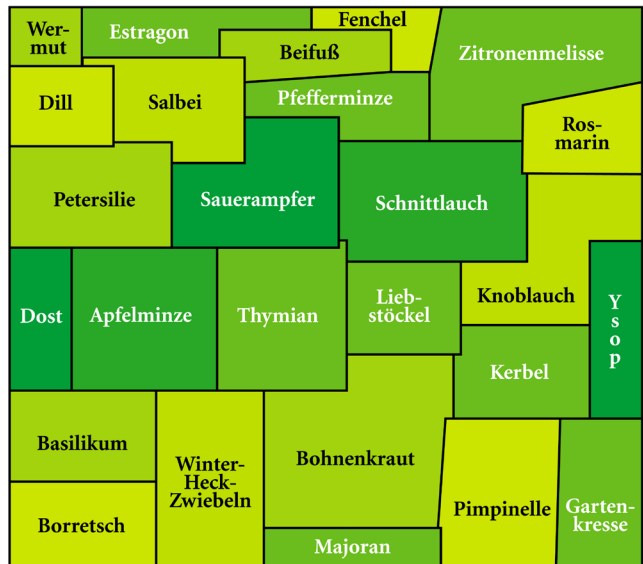 Wer-
mut
Estragon
Fenchel
Beifuß
Zitronenmelisse
Dill
Salbei
Pfefferminze
Ros-
marin
Petersilie
Sauerampfer
Schnittlauch
Dost
Apfelminze
Thymian
Lieb-
stöckel
Knoblauch
Y
s
o
p
Kerbel
Basilikum
Winter-
Heck-
Zwiebeln
Bohnenkraut
Borretsch
Pimpinelle
Garten-
kresse
Majoran